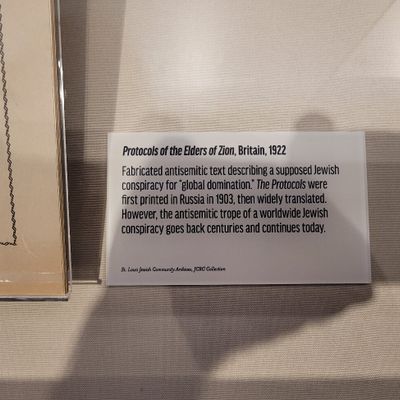 Protocols of the Elders of Zion, Britain, 1922
Fabricated antisemitic text describing a supposed Jewish
conspiracy for "global domination." The Protocols were
first printed in Russia in 1903, then widely translated.
However, the antisemitic trope of a worldwide Jewish
conspiracy goes back centuries and continues today.
St. Louis Jewish Community Archives, JCRC Collection